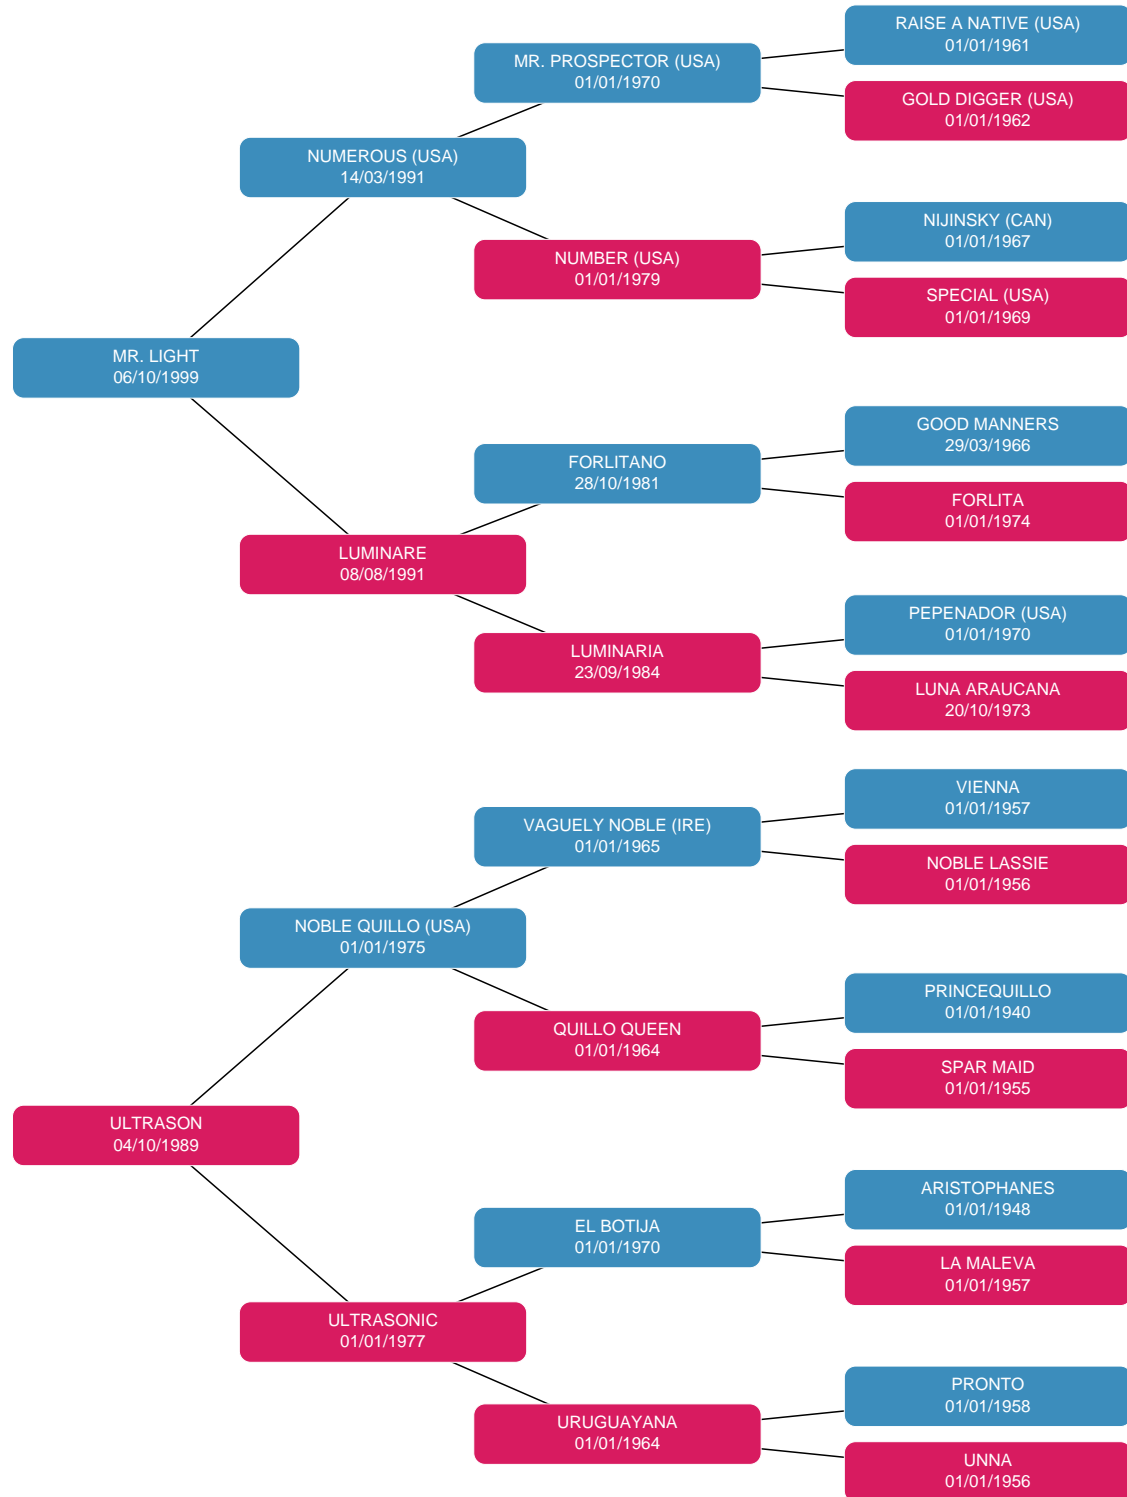 RAISE A NATIVE (USA)
01/01/1961
MR. PROSPECTOR (USA)
01/01/1970
GOLD DIGGER (USA)
01/01/1962
NUMEROUS (USA)
14/03/1991
NIJINSKY (CAN)
01/01/1967
NUMBER (USA)
01/01/1979
SPECIAL (USA)
01/01/1969
MR. LIGHT
06/10/1999
GOOD MANNERS
29/03/1966
FORLITANO
28/10/1981
FORLITA
01/01/1974
LUMINARE
08/08/1991
PEPENADOR (USA)
01/01/1970
LUMINARIA
23/09/1984
LUNA ARAUCANA
20/10/1973
VIENNA
01/01/1957
VAGUELY NOBLE (IRE)
01/01/1965
NOBLE LASSIE
01/01/1956
NOBLE QUILLO (USA)
01/01/1975
PRINCEQUILLO
01/01/1940
QUILLO QUEEN
01/01/1964
SPAR MAID
01/01/1955
ULTRASON
04/10/1989
ARISTOPHANES
01/01/1948
EL BOTIJA
01/01/1970
LA MALEVA
01/01/1957
ULTRASONIC
01/01/1977
PRONTO
01/01/1958
URUGUAYANA
01/01/1964
UNNA
01/01/1956